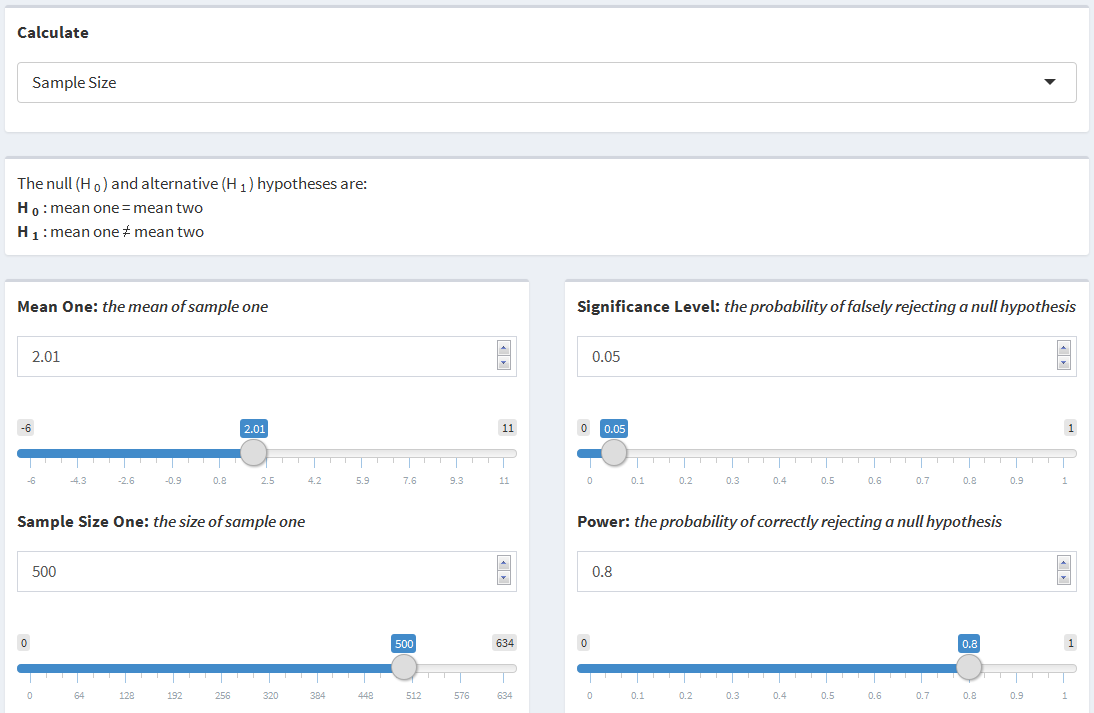 Calculate
Sample Size
The null (H 0 ) and alternative (H 1 ) hypotheses are:
H 0 : mean one = mean two
H 1 : mean one ≠ mean two
Mean One: the mean of sample one
2.01
-6 2.01 11
-6 -4.3 -2.6 -0.9 0.8 2.5 4.2 5.9 7.6 9.3 11
Sample Size One: the size of sample one
500
0 500 634
0 64 128 192 256 320 384 448 512 576 634
Significance Level: the probability of falsely rejecting a null hypothesis
0.05
0 0.05 1
0 0.1 0.2 0.3 0.4 0.5 0.6 0.7 0.8 0.9 1
Power: the probability of correctly rejecting a null hypothesis
0.8
0 0.8 1
0 0.1 0.2 0.3 0.4 0.5 0.6 0.7 0.8 0.9 1